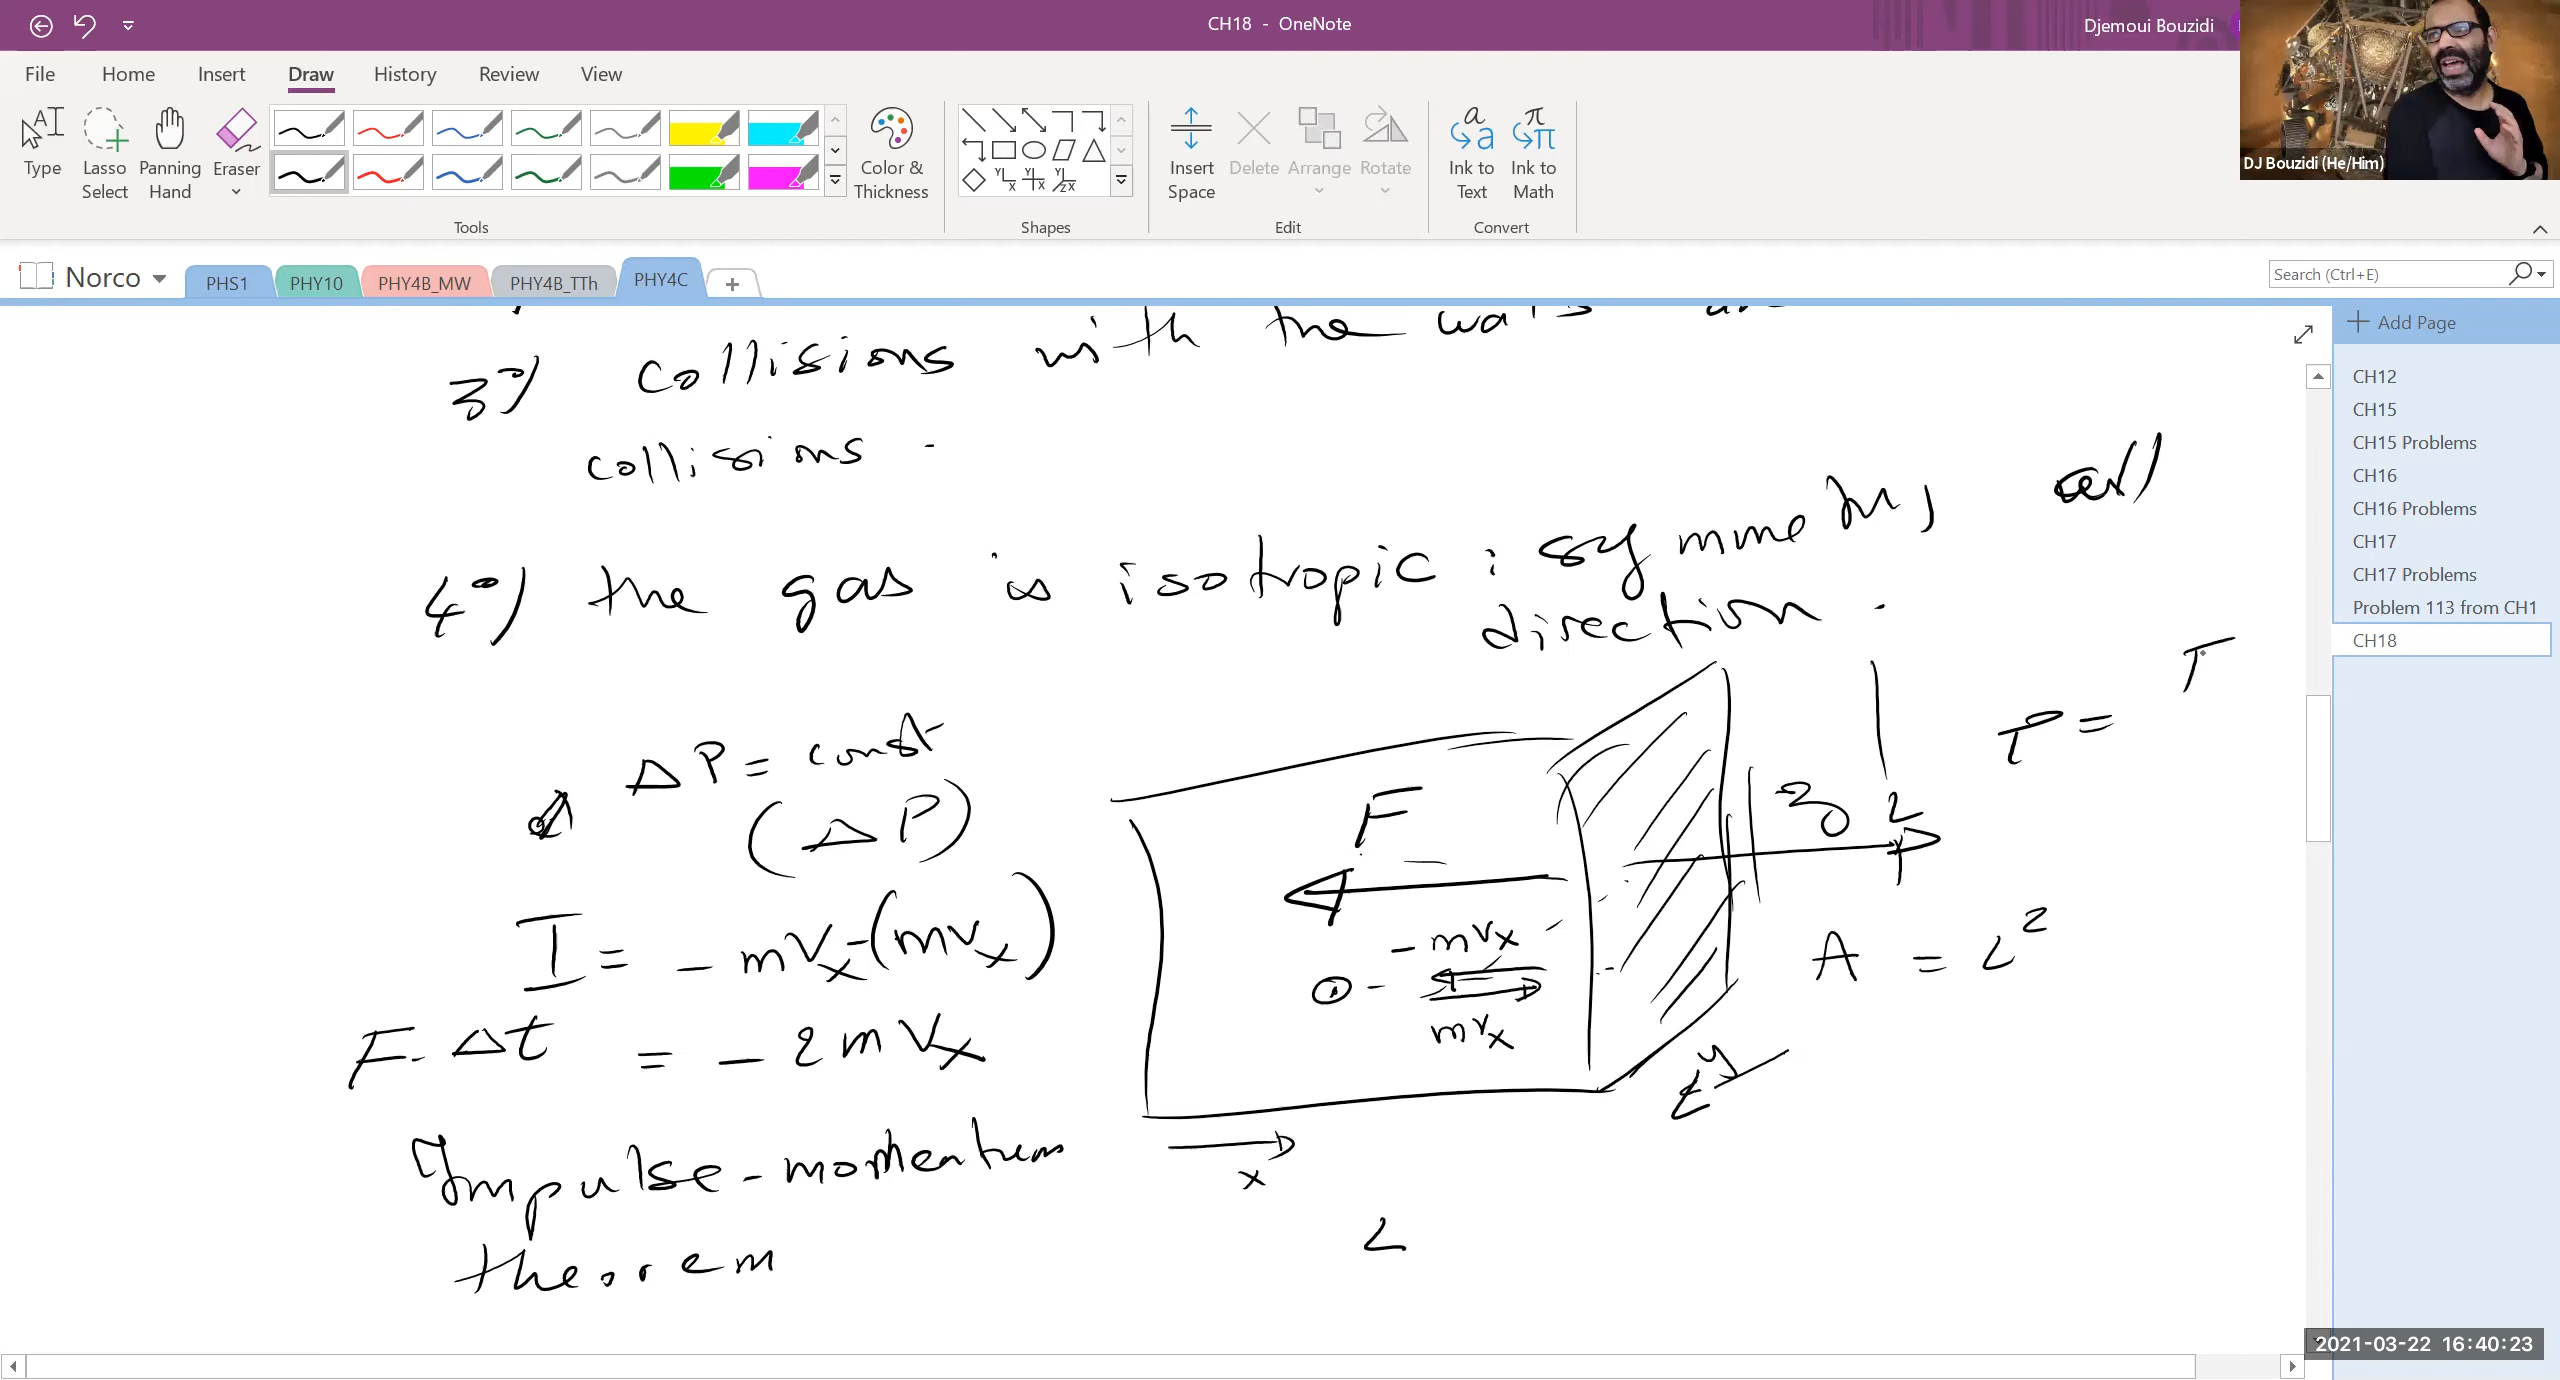 CH18 - OneNote
Djemoui Bouzidi
File Home Insert Draw History Review View
Type
Lasso Select
Panning Hand
Eraser
Color & Thickness
Insert Space
Delete
Arrange
Rotate
Ink to Text
Ink to Math
Tools
Shapes
Edit
Convert
DJ Bouzidi (He/Him)
Norco
PHS1 PHY10 PHY4B_MW PHY4B_TTh PHY4C
Search (Ctrl+E)
Add Page
CH12
CH15
CH15 Problems
CH16
CH16 Problems
CH17
CH17 Problems
Problem 113 from CH1
CH18
3°) collisions with the
collisions.
4°) the gas is isotropic : symmetry all
direction.
ΔP = const
(ΔP)
I = - mVx - (mVx)
F. Δt = - 2mVx
Impulse-momentum
theorem
F
- mVx
mVx
x
L
y
z
L
A = L²
P =
2021-03-22 16:40:23